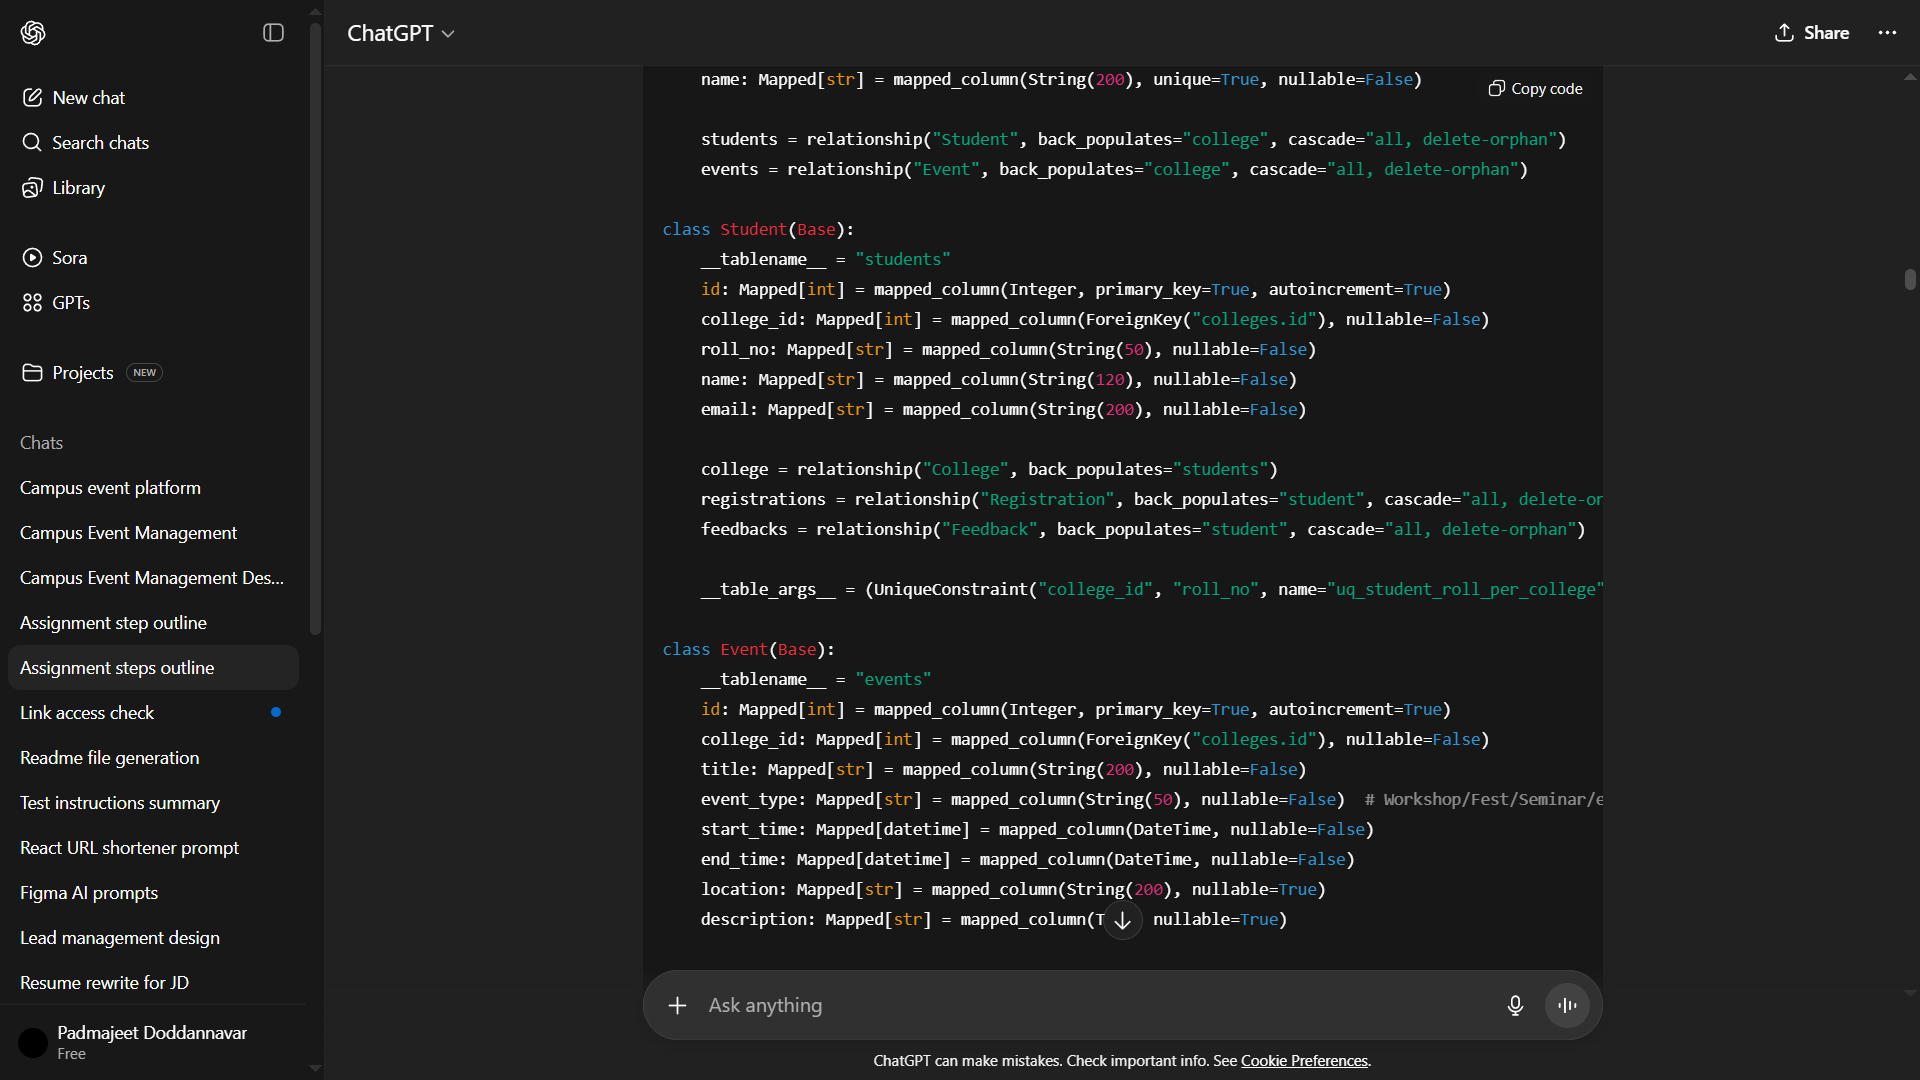 ChatGPT
Share
New chat
Search chats
Library
Sora
GPTs
Projects NEW
Chats
Campus event platform
Campus Event Management
Campus Event Management Des...
Assignment step outline
Assignment steps outline
Link access check
Readme file generation
Test instructions summary
React URL shortener prompt
Figma AI prompts
Lead management design
Resume rewrite for JD
Padmajeet Doddannavar
Free
Copy code
name: Mapped[str] = mapped_column(String(200), unique=True, nullable=False)
students = relationship("Student", back_populates="college", cascade="all, delete-orphan")
events = relationship("Event", back_populates="college", cascade="all, delete-orphan")
class Student(Base):
__tablename__ = "students"
id: Mapped[int] = mapped_column(Integer, primary_key=True, autoincrement=True)
college_id: Mapped[int] = mapped_column(ForeignKey("colleges.id"), nullable=False)
roll_no: Mapped[str] = mapped_column(String(50), nullable=False)
name: Mapped[str] = mapped_column(String(120), nullable=False)
email: Mapped[str] = mapped_column(String(200), nullable=False)
college = relationship("College", back_populates="students")
registrations = relationship("Registration", back_populates="student", cascade="all, delete-or
feedbacks = relationship("Feedback", back_populates="student", cascade="all, delete-orphan")
__table_args__ = (UniqueConstraint("college_id", "roll_no", name="uq_student_roll_per_college"
class Event(Base):
__tablename__ = "events"
id: Mapped[int] = mapped_column(Integer, primary_key=True, autoincrement=True)
college_id: Mapped[int] = mapped_column(ForeignKey("colleges.id"), nullable=False)
title: Mapped[str] = mapped_column(String(200), nullable=False)
event_type: Mapped[str] = mapped_column(String(50), nullable=False)  # Workshop/Fest/Seminar/e
start_time: Mapped[datetime] = mapped_column(DateTime, nullable=False)
end_time: Mapped[datetime] = mapped_column(DateTime, nullable=False)
location: Mapped[str] = mapped_column(String(200), nullable=True)
description: Mapped[str] = mapped_column(T nullable=True)
Ask anything
ChatGPT can make mistakes. Check important info. See Cookie Preferences.